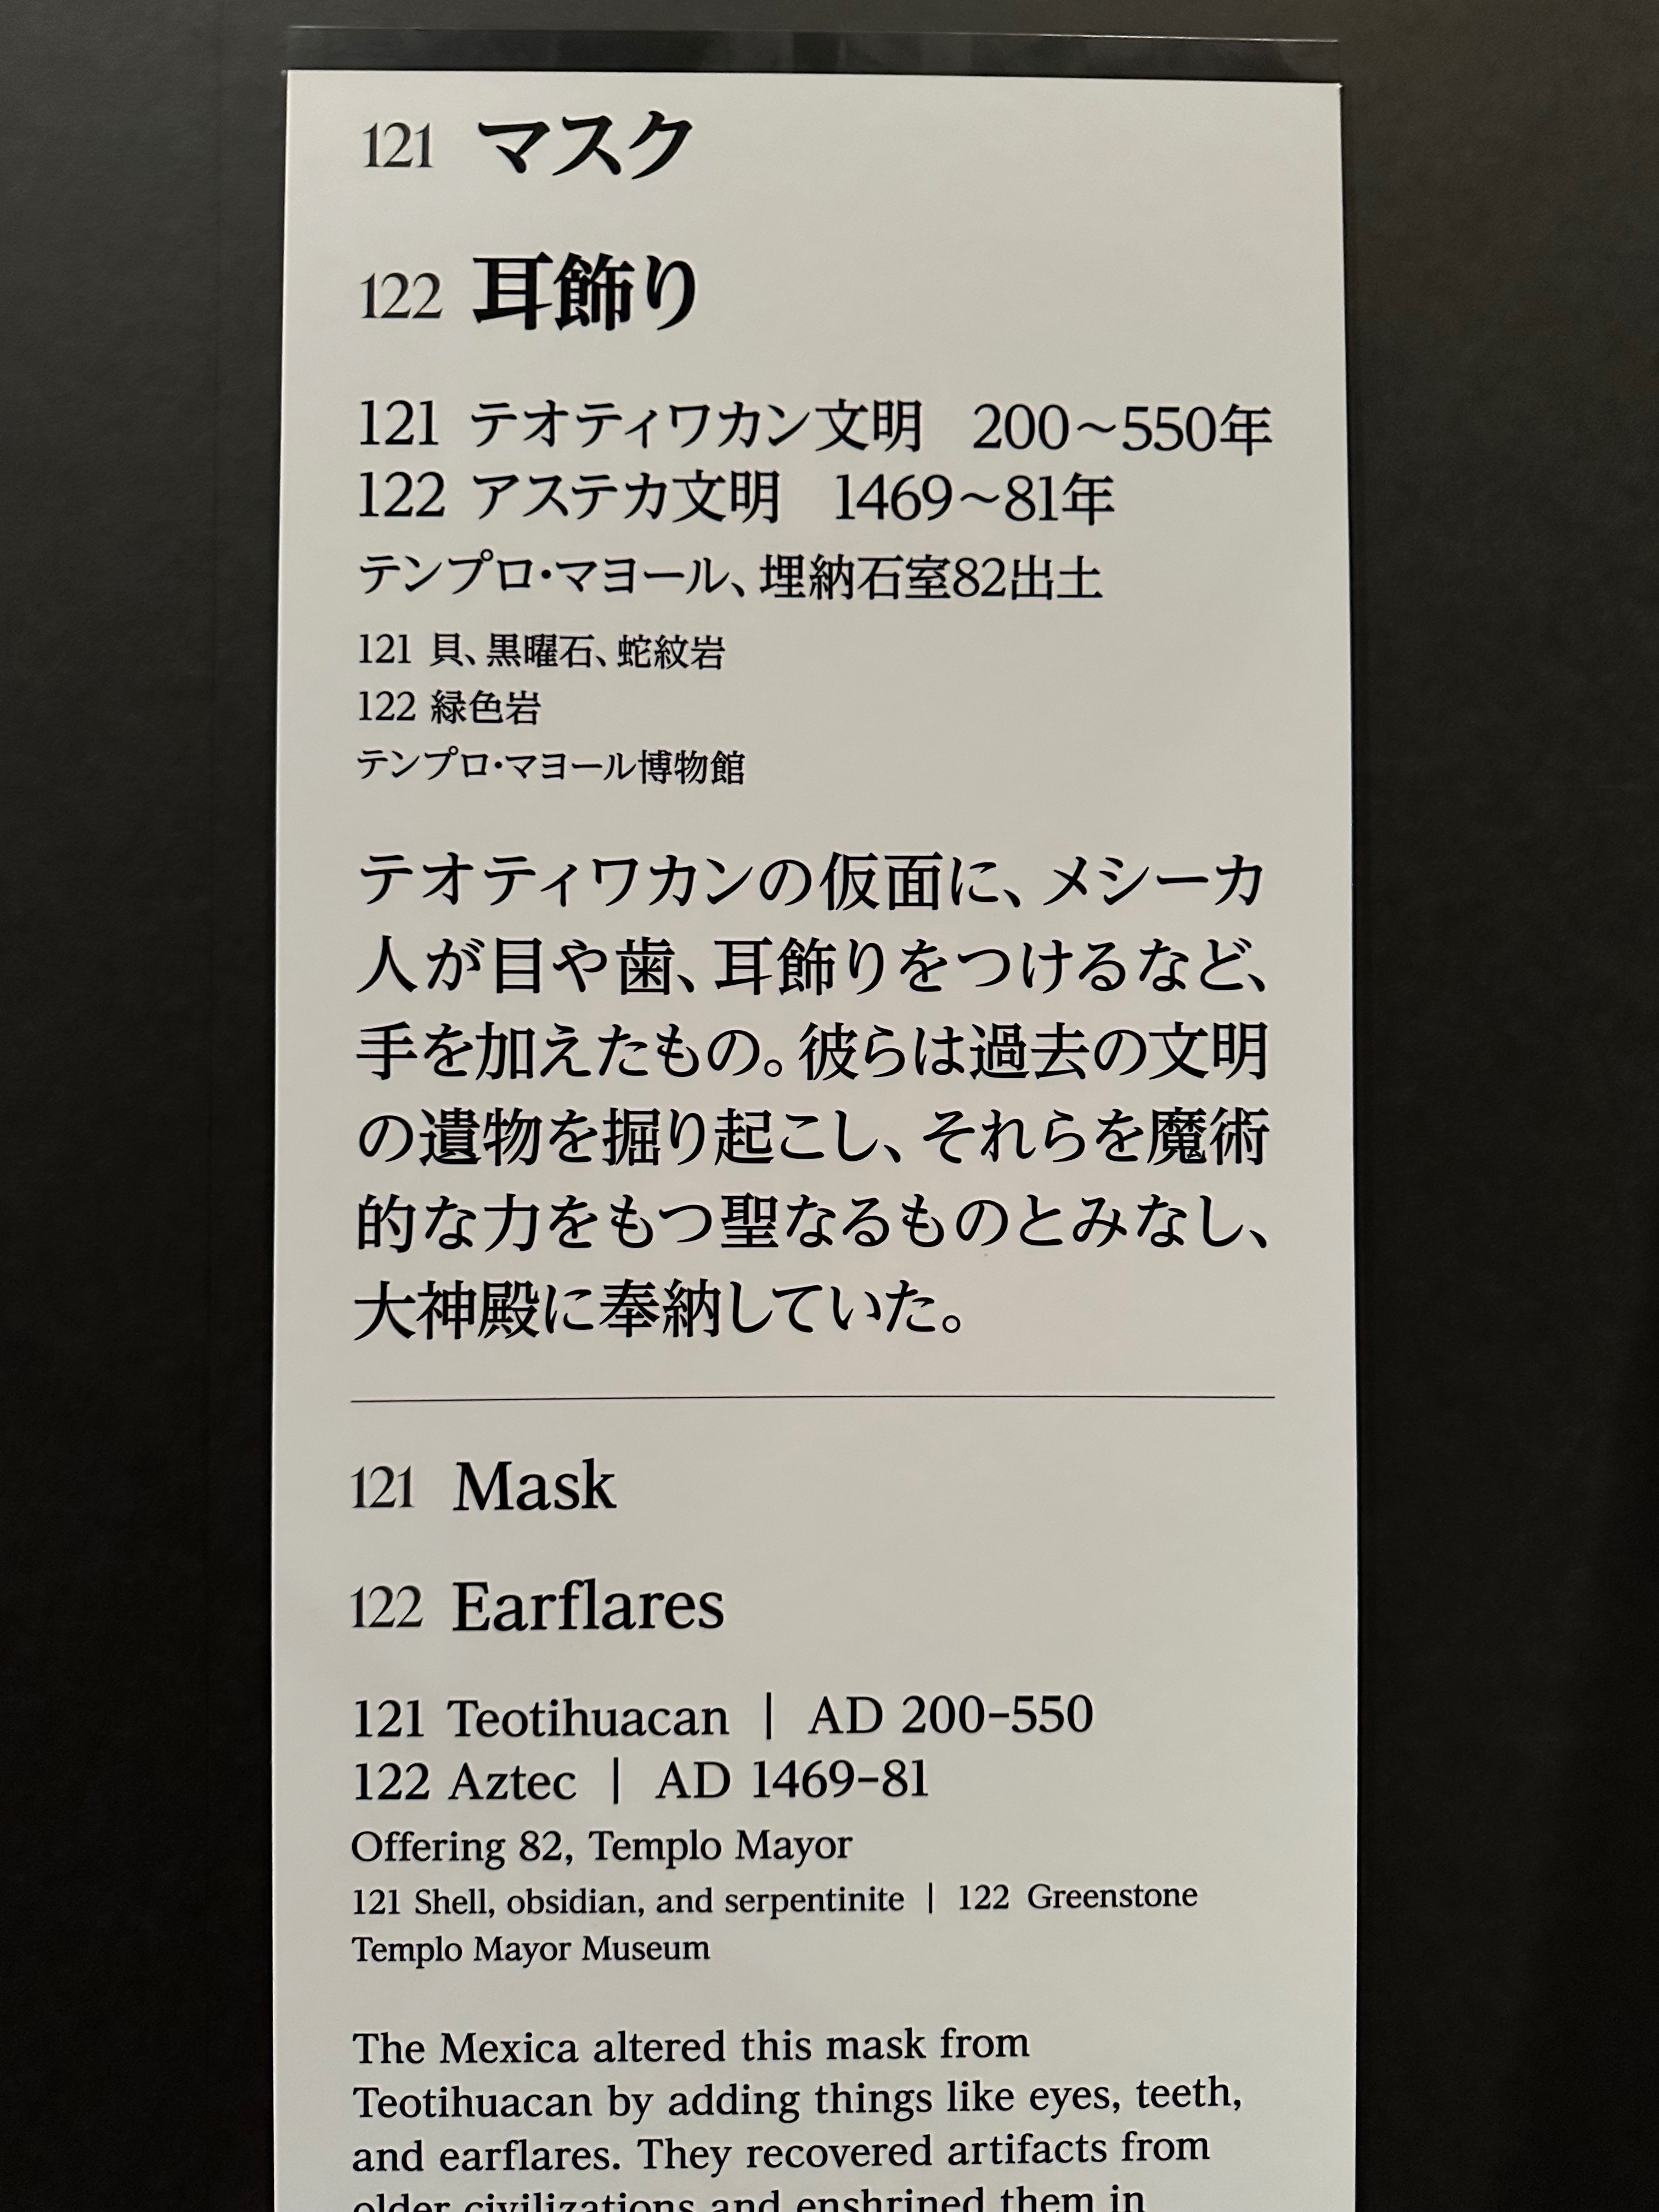 121 マスク
122 耳飾り
121 テオティワカン文明 200～550年
122 アステカ文明 1469～81年
テンプロ・マヨール、埋納石室82出土
121 貝、黒曜石、蛇紋岩
122 緑色岩
テンプロ・マヨール博物館
テオティワカンの仮面に、メシーカ
人が目や歯、耳飾りをつけるなど、
手を加えたもの。彼らは過去の文明
の遺物を掘り起こし、それらを魔術
的な力をもつ聖なるものとみなし、
大神殿に奉納していた。
121 Mask
122 Earflares
121 Teotihuacan | AD 200–550
122 Aztec | AD 1469–81
Offering 82, Templo Mayor
121 Shell, obsidian, and serpentinite | 122 Greenstone
Templo Mayor Museum
The Mexica altered this mask from
Teotihuacan by adding things like eyes, teeth,
and earflares. They recovered artifacts from
older civilizations and enshrined them in